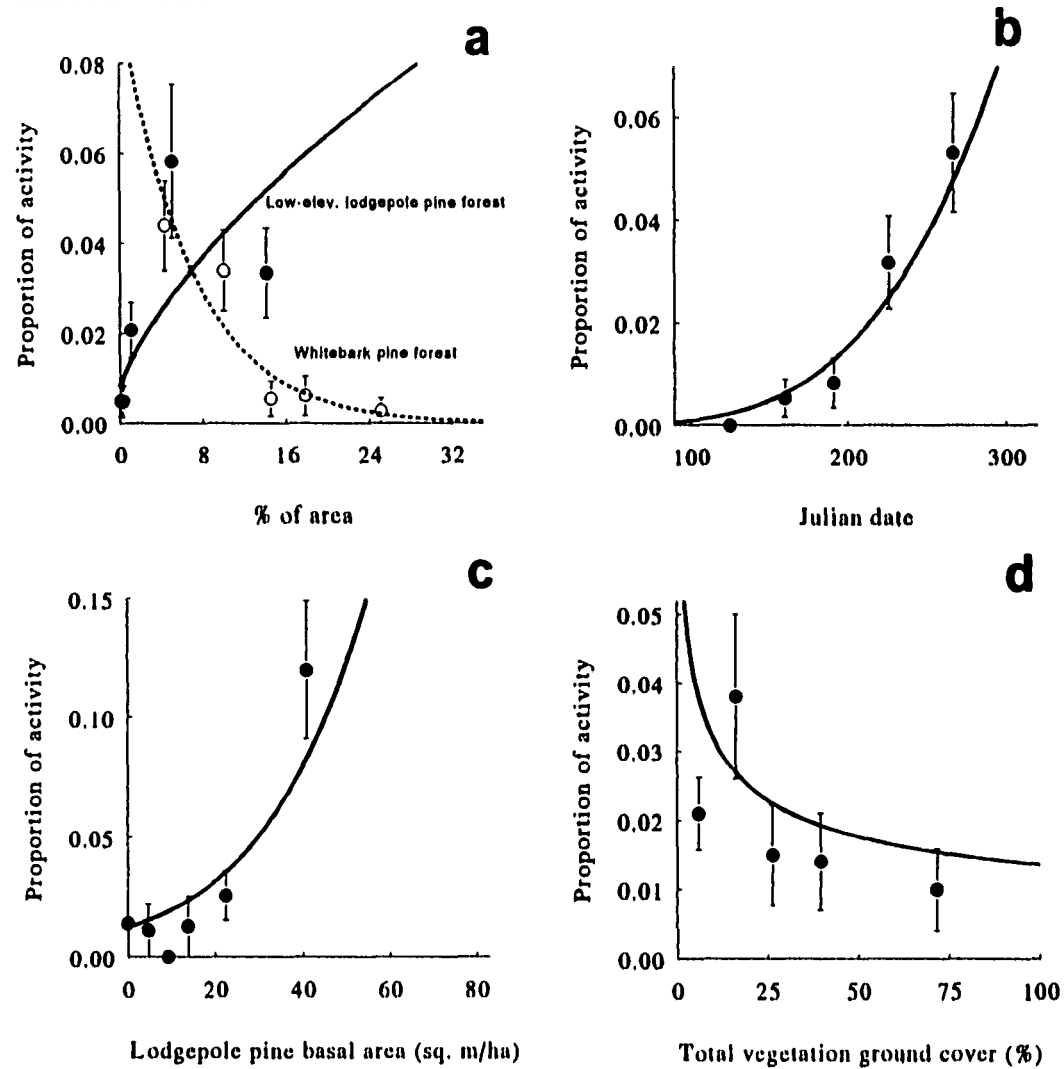 a
0.08
0.06
0.04
0.02
0.00
Proportion of activity
Low-elev. lodgepole pine forest
Whitebark pine forest
0 8 16 24 32
% of area
b
0.06
0.04
0.02
0.00
Proportion of activity
100 200 300
Julian date
c
0.15
0.10
0.05
0.00
Proportion of activity
0 20 40 60 80
Lodgepole pine basal area (sq. m/ha)
d
0.05
0.04
0.03
0.02
0.01
0.00
Proportion of activity
0 25 50 75 100
Total vegetation ground cover (%)